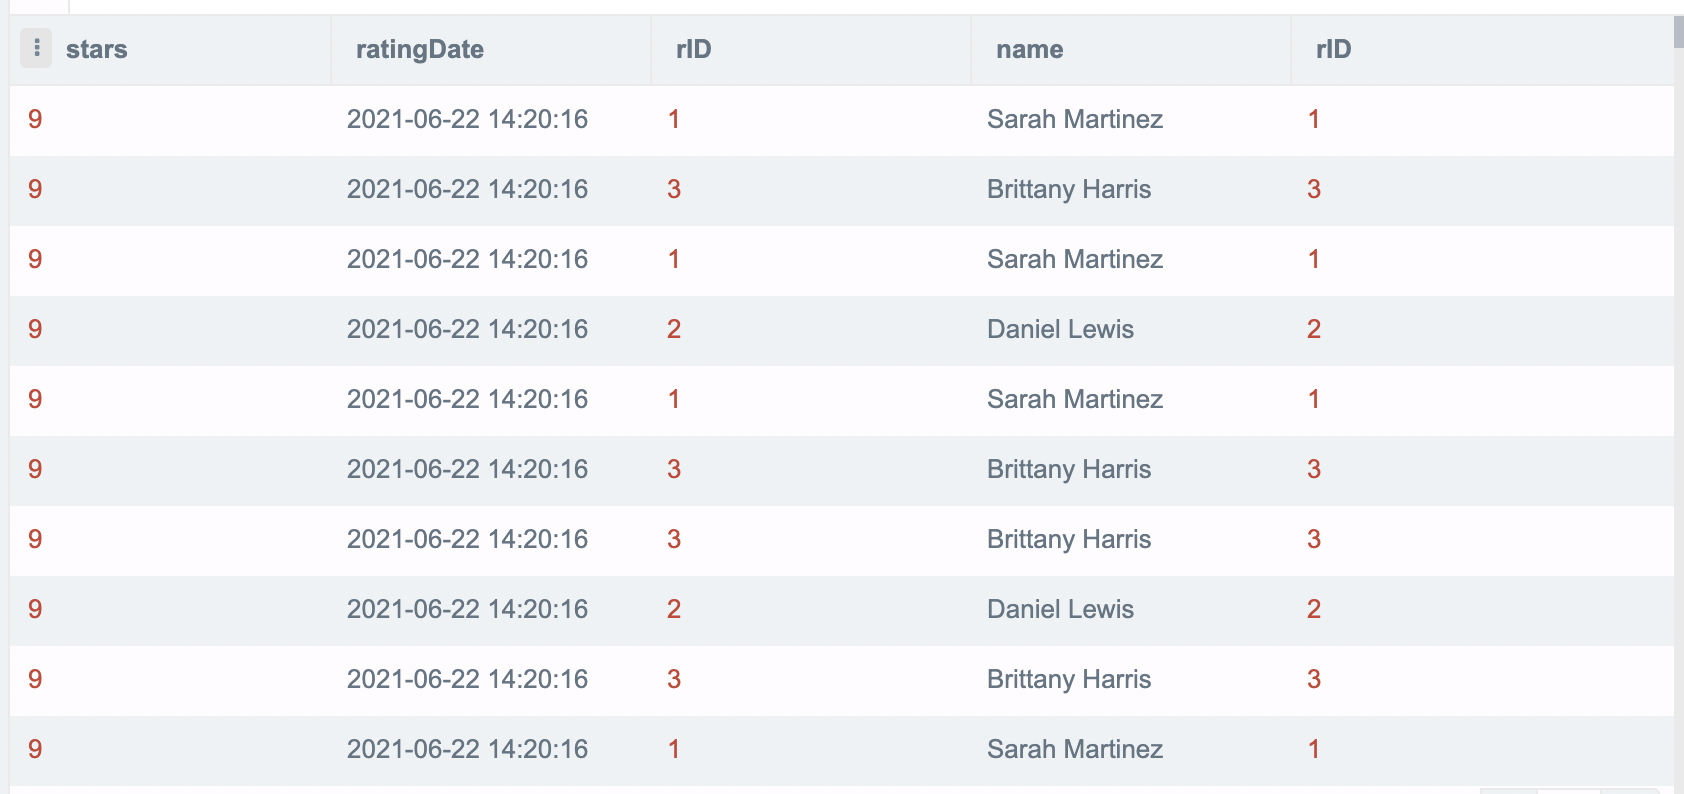 stars ratingDate rID name rID
9 2021-06-22 14:20:16 1 Sarah Martinez 1
9 2021-06-22 14:20:16 3 Brittany Harris 3
9 2021-06-22 14:20:16 1 Sarah Martinez 1
9 2021-06-22 14:20:16 2 Daniel Lewis 2
9 2021-06-22 14:20:16 1 Sarah Martinez 1
9 2021-06-22 14:20:16 3 Brittany Harris 3
9 2021-06-22 14:20:16 3 Brittany Harris 3
9 2021-06-22 14:20:16 2 Daniel Lewis 2
9 2021-06-22 14:20:16 3 Brittany Harris 3
9 2021-06-22 14:20:16 1 Sarah Martinez 1